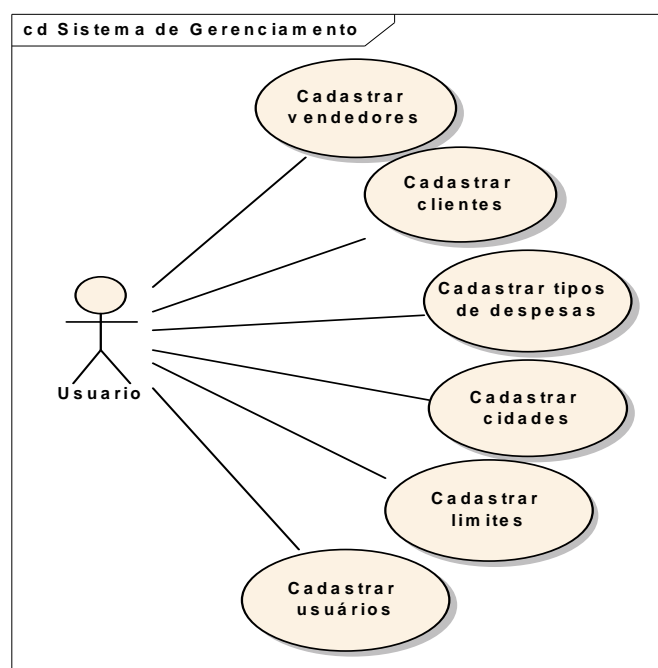 cd Sistema de Gerenciamento
Cadastrar
vendedores
Cadastrar
clientes
Cadastrar tipos
de despesas
Usuario
Cadastrar
cidades
Cadastrar
limites
Cadastrar
usuários